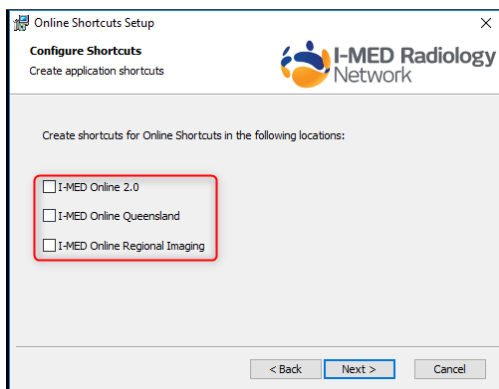 Online Shortcuts Setup
Configure Shortcuts
Create application shortcuts
I-MED Radiology
Network
Create shortcuts for Online Shortcuts in the following locations:
I-MED Online 2.0
I-MED Online Queensland
I-MED Online Regional Imaging
< Back Next > Cancel